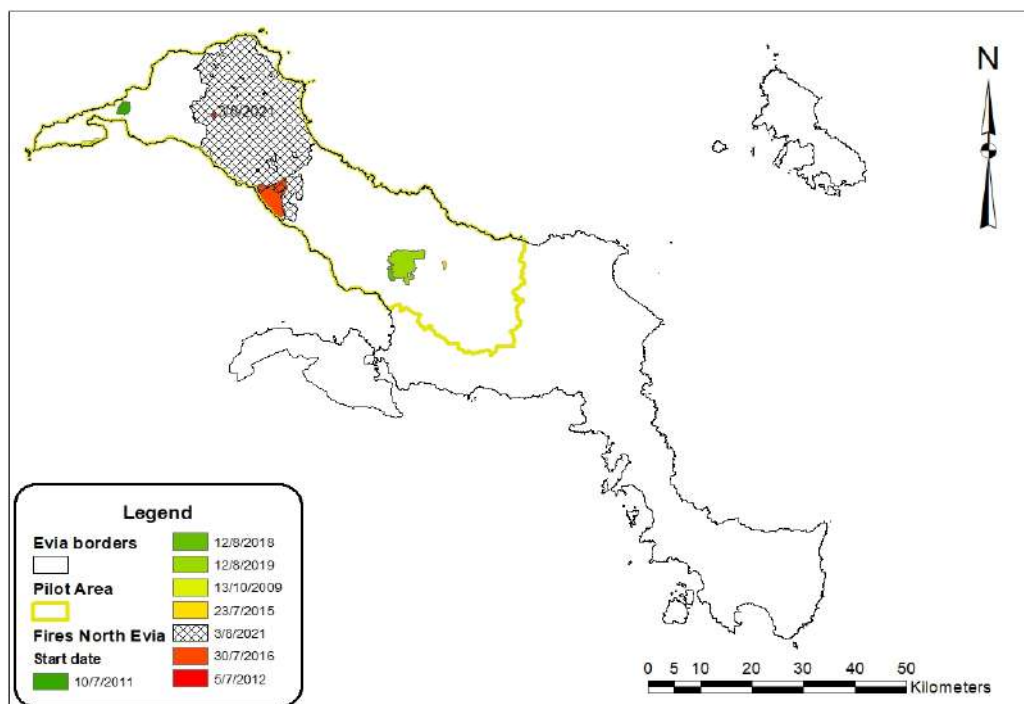 N
3/8/2021
Legend
Evia borders
Pilot Area
Fires North Evia
Start date
10/7/2011
12/8/2018
12/8/2019
13/10/2009
23/7/2015
3/8/2021
30/7/2016
5/7/2012
0 5 10 20 30 40 50
Kilometers